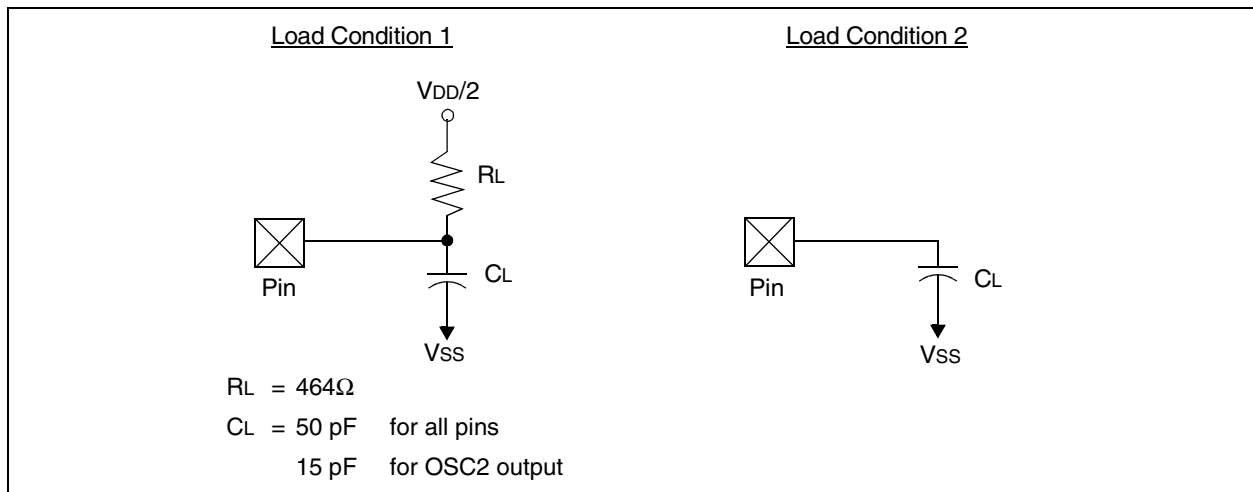 Load Condition 1
VDD/2
RL
Pin
CL
VSS
RL = 464Ω
CL = 50 pF for all pins
15 pF for OSC2 output
Load Condition 2
Pin
CL
VSS